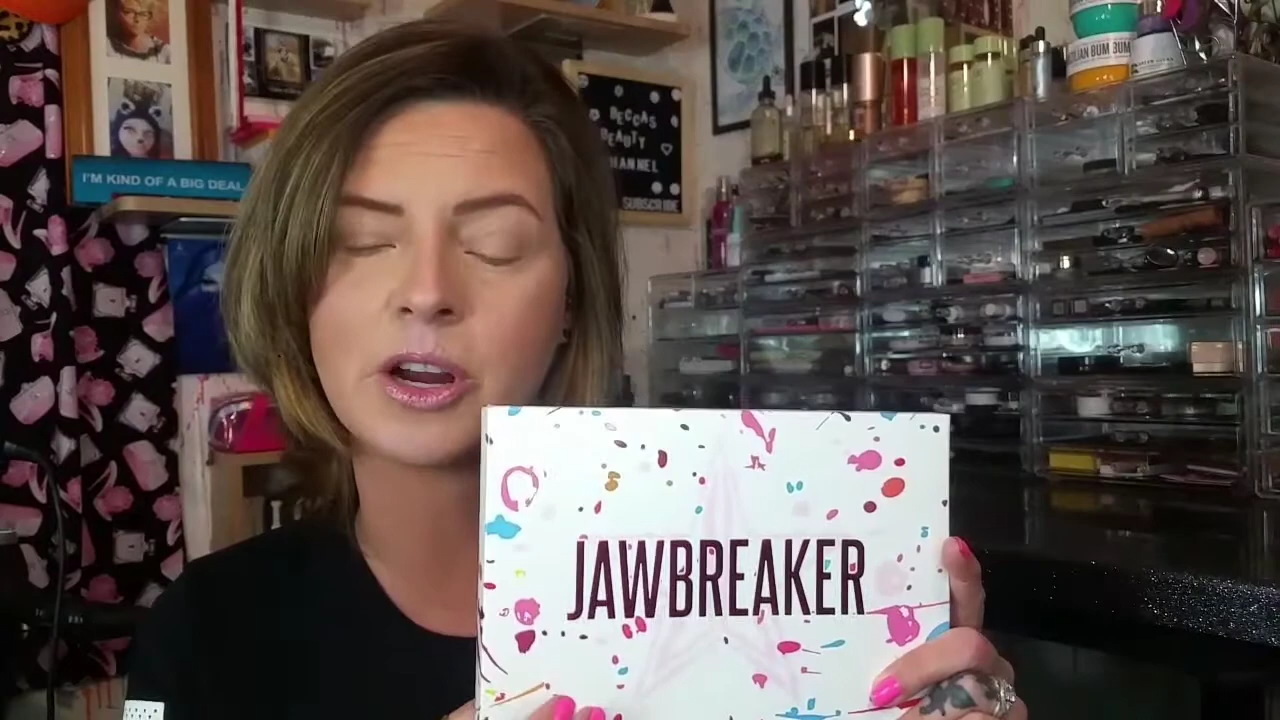 BECCAS
BEAUTY
CHANNEL
SUBSCRIBE
I'M KIND OF A BIG DEAL
BUM BUM
JAWBREAKER